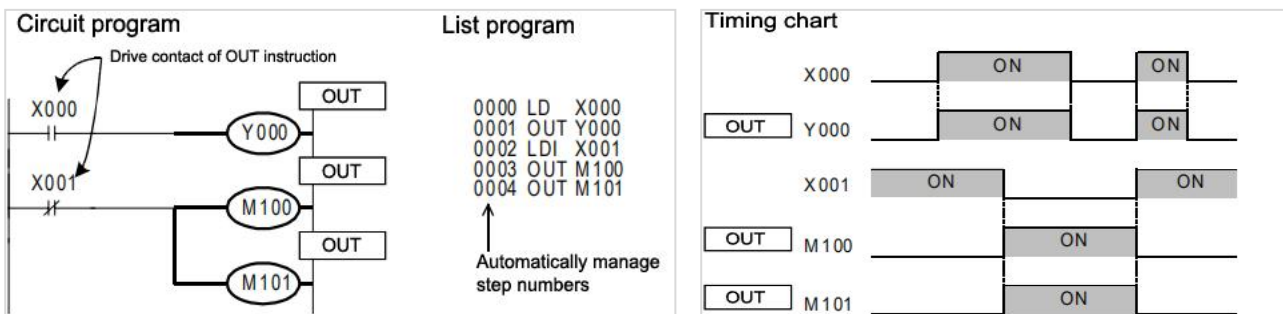 Circuit program
List program
Drive contact of OUT instruction
OUT
X000
Y000
OUT
X001
M100
OUT
M101
0000 LD X000
0001 OUT Y000
0002 LDI X001
0003 OUT M100
0004 OUT M101
Automatically manage
step numbers
Timing chart
X000
ON
ON
OUT
Y000
ON
ON
X001
ON
ON
OUT
M100
ON
OUT
M101
ON